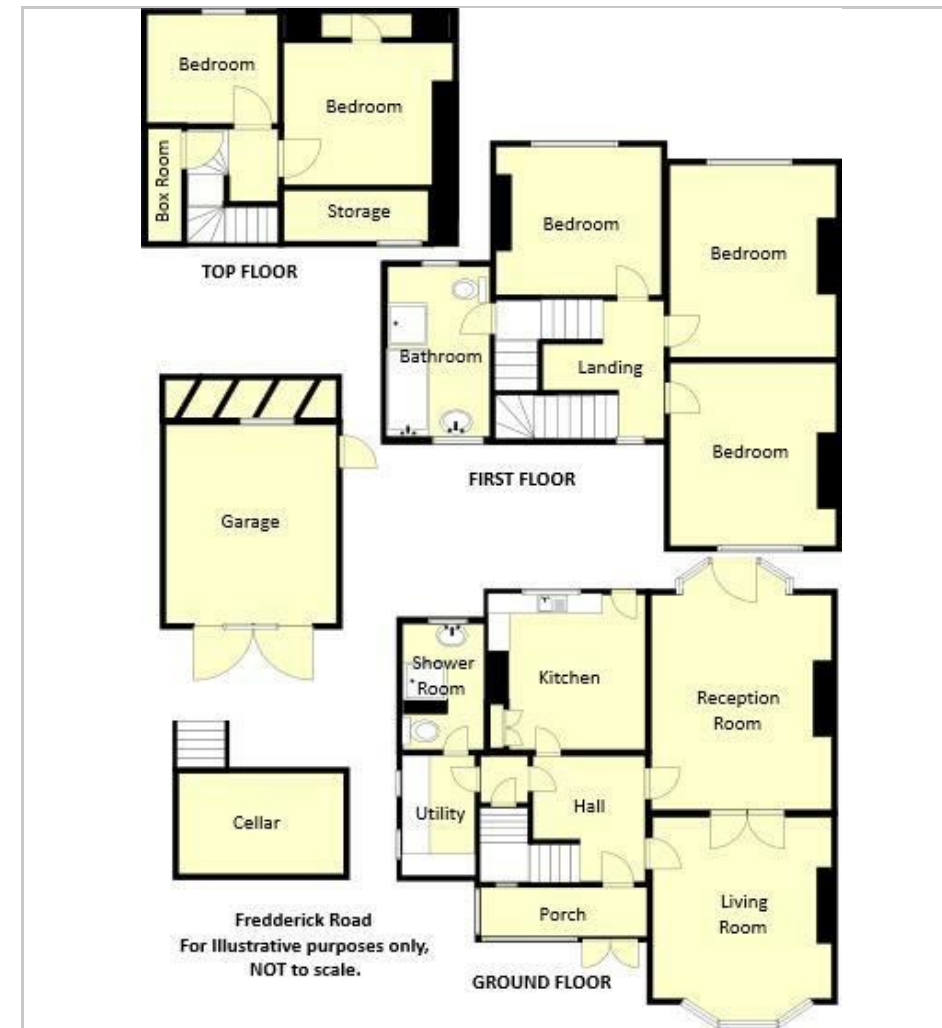 Bedroom
Bedroom
Box Room
Storage
TOP FLOOR
Bedroom
Bedroom
Bathroom
Landing
Bedroom
FIRST FLOOR
Garage
Shower
Room
Kitchen
Reception
Room
Utility
Hall
Cellar
Living
Room
Porch
GROUND FLOOR
Fredderick Road
For Illustrative purposes only,
NOT to scale.